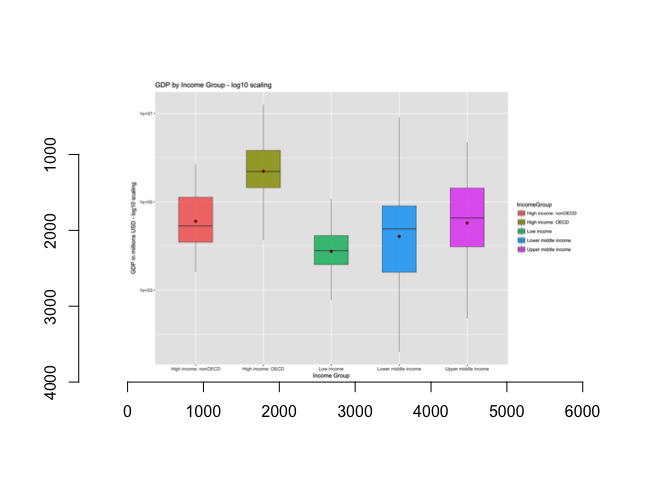 GDP by Income Group - log10 scaling
1e+07
1e+05
1e+03
GDP in millions USD - log10 scaling
High income: nonOECD
High income: OECD
Low income
Lower middle income
Upper middle income
Income Group
IncomeGroup
High income: nonOECD
High income: OECD
Low income
Lower middle income
Upper middle income
1000
2000
3000
4000
0
1000
2000
3000
4000
5000
6000